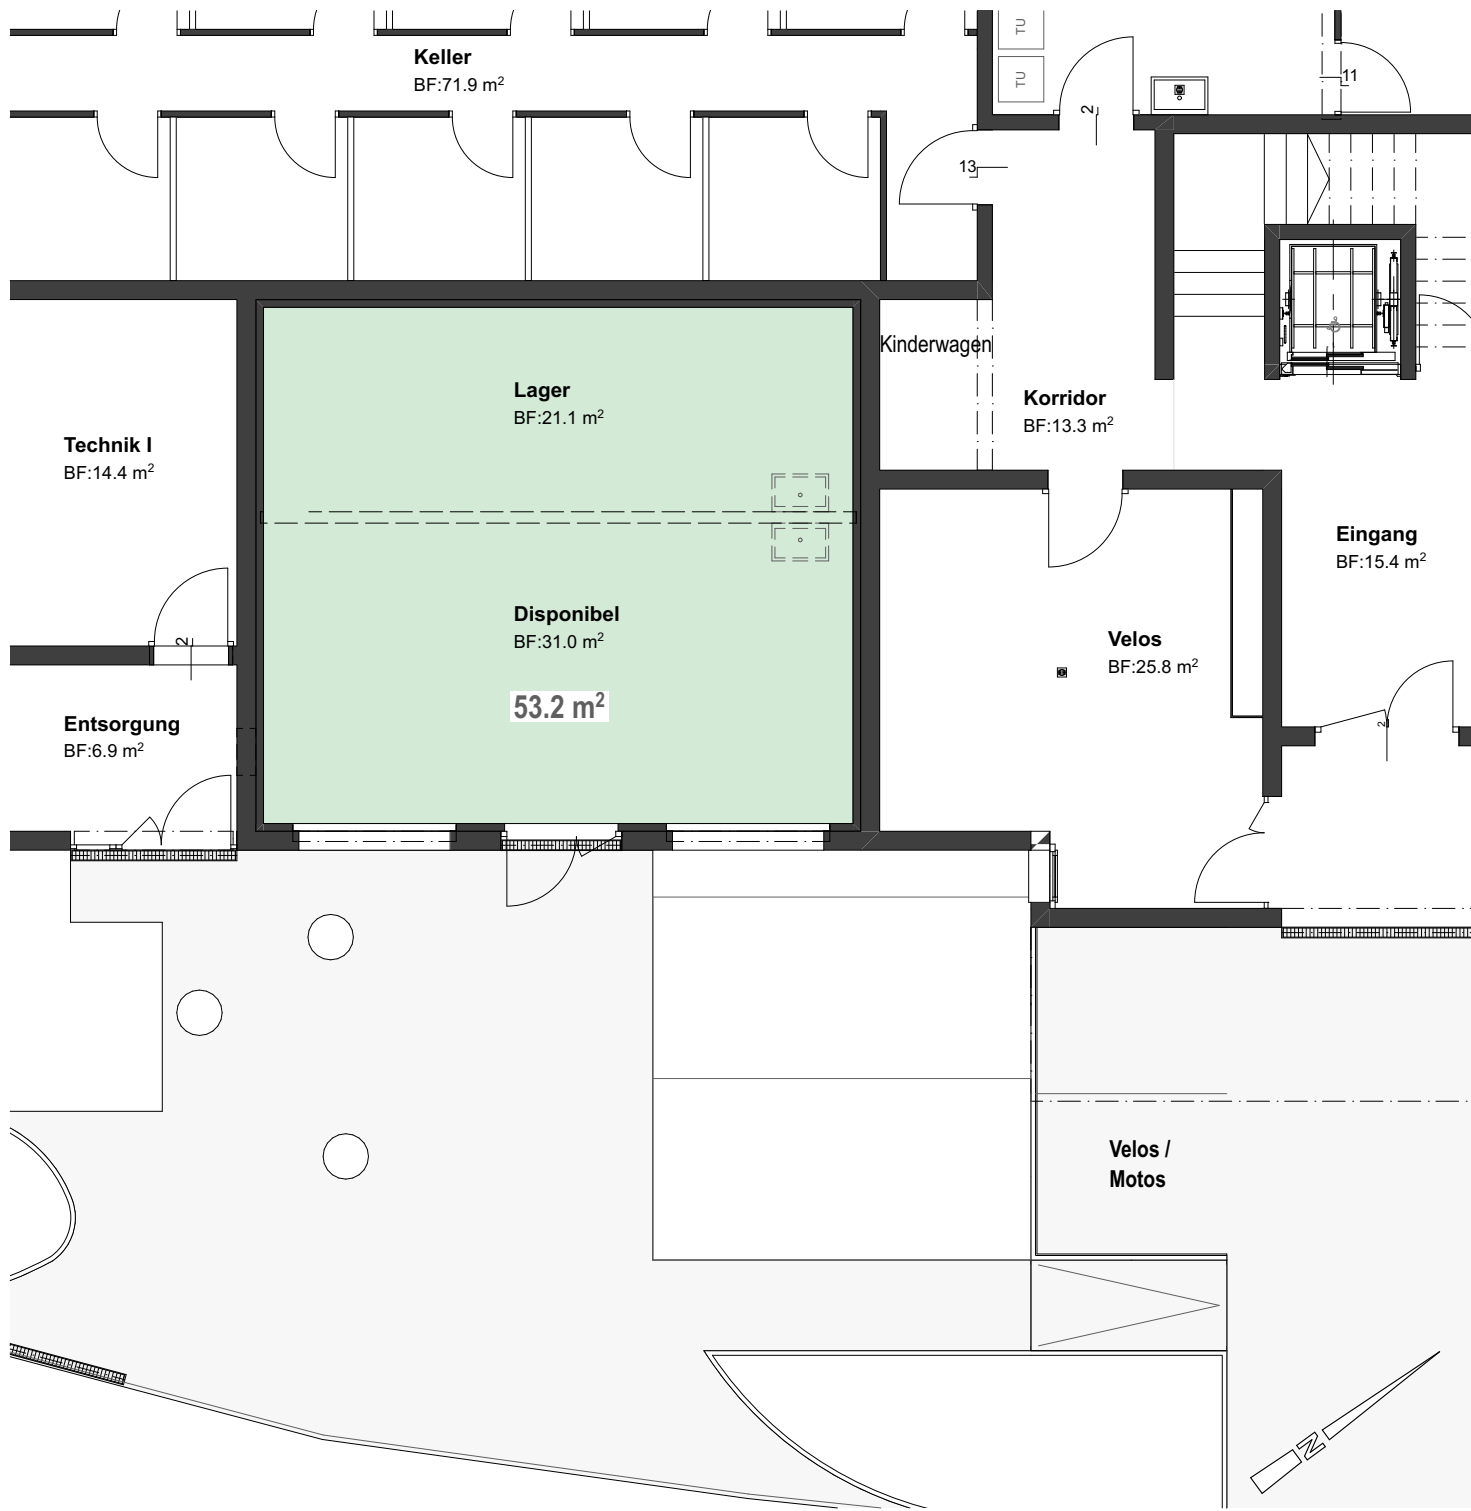 Keller
BF:71.9 m²
TU
TU
2
11
13
Kinderwagen
Lager
BF:21.1 m²
Korridor
BF:13.3 m²
Technik I
BF:14.4 m²
Eingang
BF:15.4 m²
Disponibel
BF:31.0 m²
Velos
BF:25.8 m²
2
53.2 m²
Entsorgung
BF:6.9 m²
2
Velos /
Motos
N